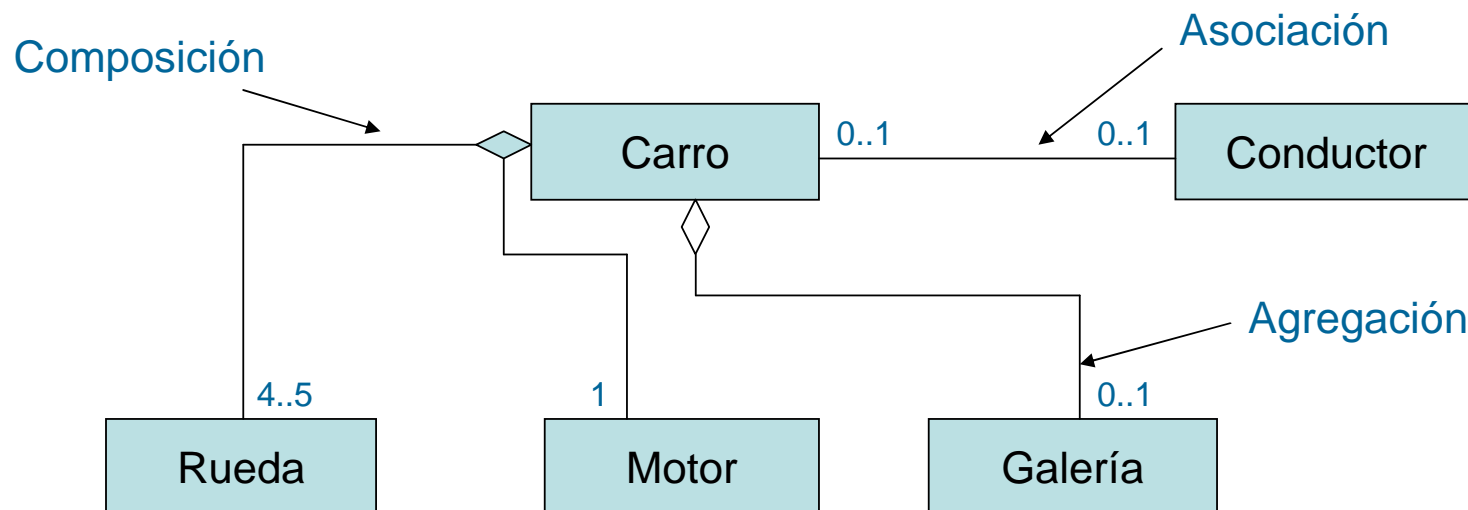 Asociación
Composición
Carro
0..1
0..1
Conductor
Agregación
4..5
1
0..1
Rueda
Motor
Galería